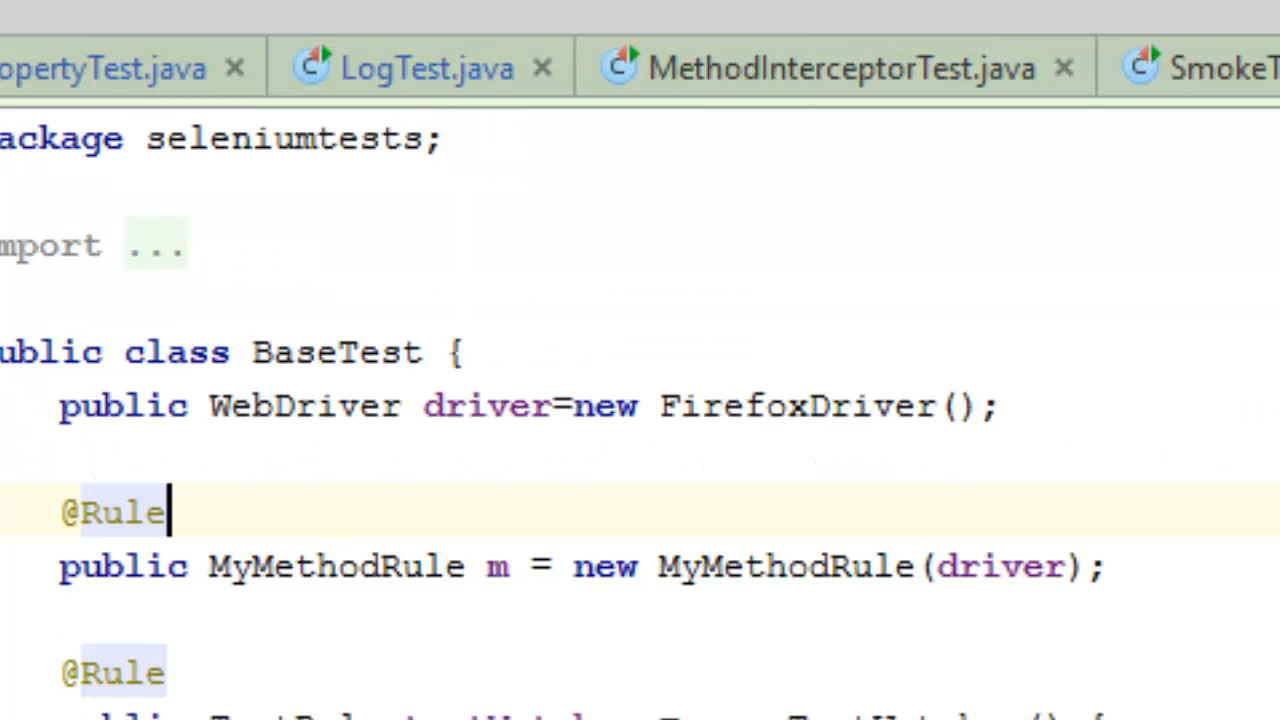 opertyTest.java LogTest.java MethodInterceptorTest.java SmokeT
ackage seleniumtests;
mport ...
ublic class BaseTest {
public WebDriver driver=new FirefoxDriver();
@Rule
public MyMethodRule m = new MyMethodRule(driver);
@Rule